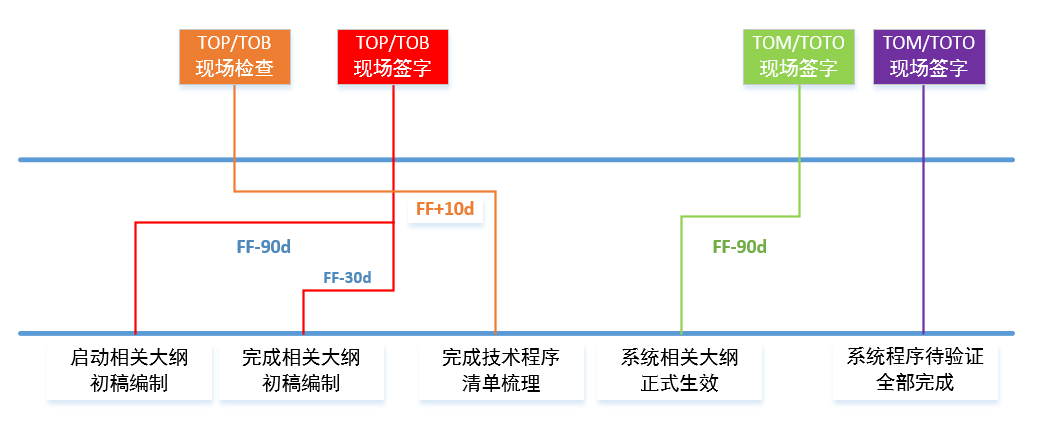 TOP/TOB
现场检查
TOP/TOB
现场签字
TOM/TOTO
现场签字
TOM/TOTO
现场签字
FF+10d
FF-90d
FF-90d
FF-30d
启动相关大纲
初稿编制
完成相关大纲
初稿编制
完成技术程序
清单梳理
系统相关大纲
正式生效
系统程序待验证
全部完成